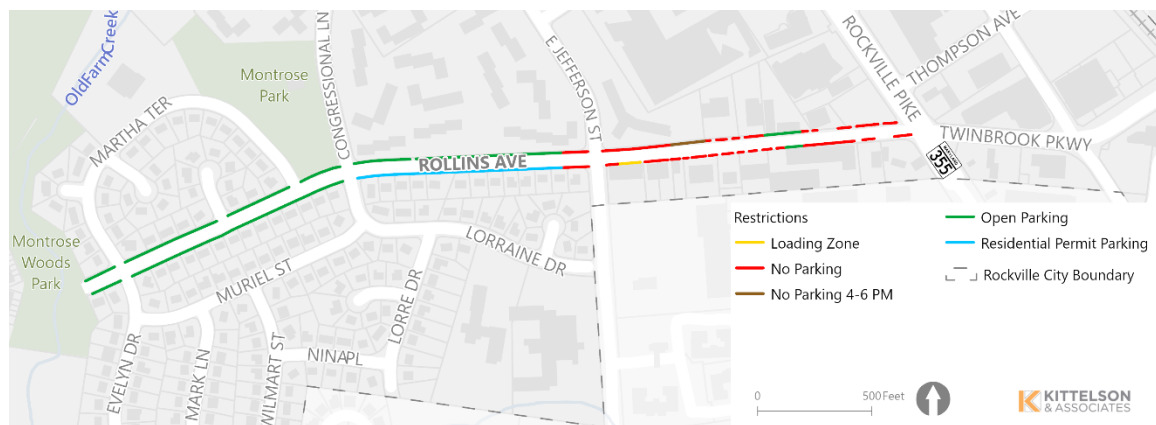 OldFarmCreek
Montrose
Park
MARTHA TER
CONGRESSIONAL LN
E JEFFERSON ST
ROCKVILLE PIKE
THOMPSON AVE
TWINBROOK PKWY
MARYLAND
355
ROLLINS AVE
Montrose
Woods
Park
MURIEL ST
LORRAINE DR
LORRE DR
EVELYN DR
MARK LN
WILMART ST
NINAPL
Restrictions
Loading Zone
No Parking
No Parking 4-6 PM
Open Parking
Residential Permit Parking
Rockville City Boundary
0
500 Feet
KITTELSON
& ASSOCIATES